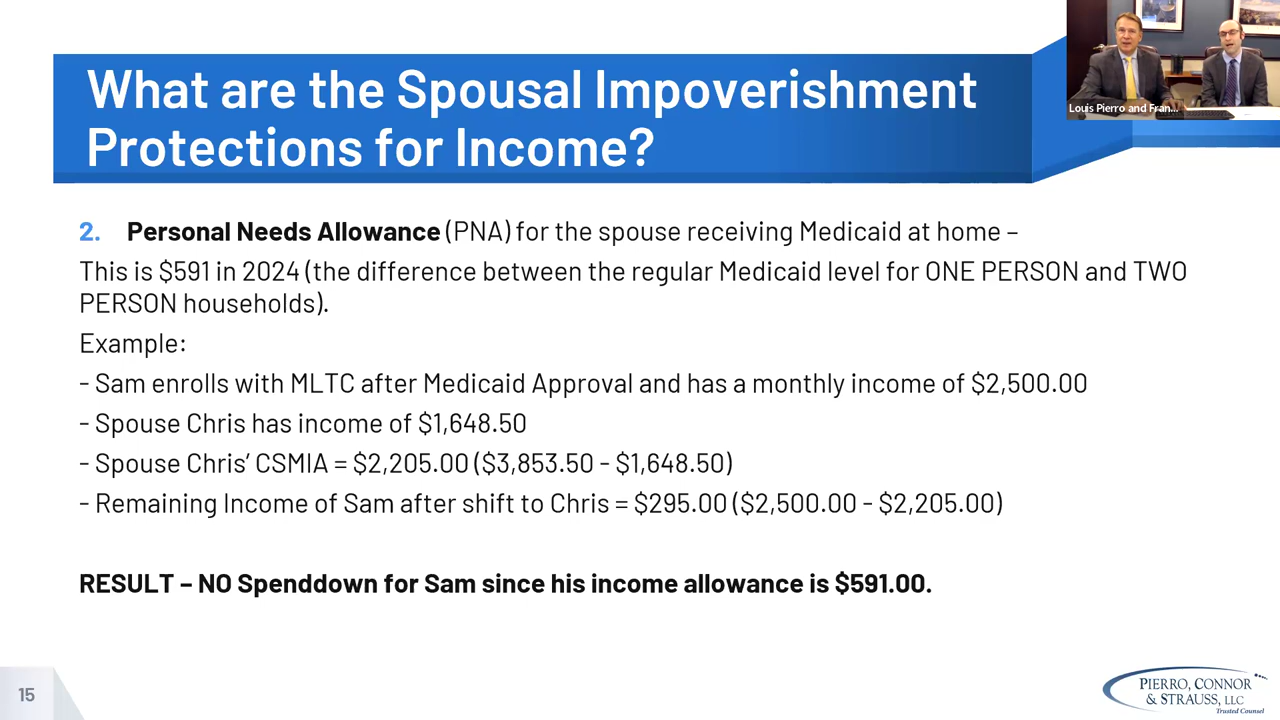 Louis Pierro and Fran...
What are the Spousal Impoverishment
Protections for Income?
2. Personal Needs Allowance (PNA) for the spouse receiving Medicaid at home –
This is $591 in 2024 (the difference between the regular Medicaid level for ONE PERSON and TWO
PERSON households).
Example:
- Sam enrolls with MLTC after Medicaid Approval and has a monthly income of $2,500.00
- Spouse Chris has income of $1,648.50
- Spouse Chris’ CSMIA = $2,205.00 ($3,853.50 - $1,648.50)
- Remaining Income of Sam after shift to Chris = $295.00 ($2,500.00 - $2,205.00)
RESULT – NO Spenddown for Sam since his income allowance is $591.00.
15
PIERRO, CONNOR
& STRAUSS, LLC
Trusted Counsel